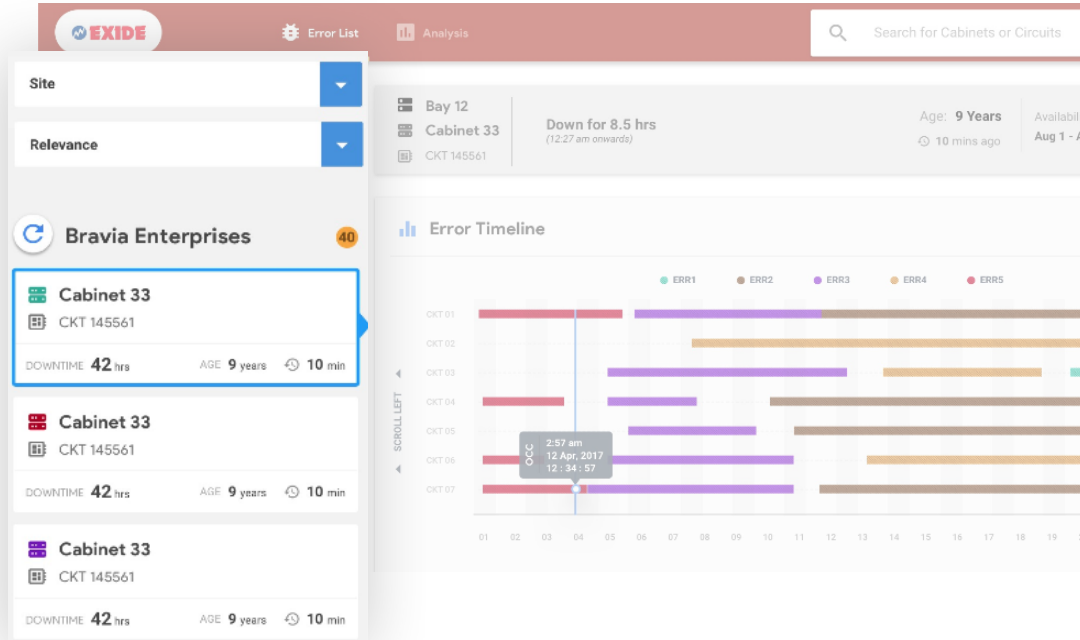 EXIDE
Error List
Analysis
Search for Cabinets or Circuits
Site
Relevance
Bravia Enterprises
40
Cabinet 33
CKT 145561
DOWNTIME 42 hrs AGE 9 years 10 min
Cabinet 33
CKT 145561
DOWNTIME 42 hrs AGE 9 years 10 min
Cabinet 33
CKT 145561
DOWNTIME 42 hrs AGE 9 years 10 min
Bay 12
Cabinet 33
CKT 145561
Down for 8.5 hrs
(12:27 am onwards)
Age: 9 Years
10 mins ago
Availabil
Aug 1 - A
Error Timeline
ERR1 ERR2 ERR3 ERR4 ERR5
CKT 01
CKT 02
CKT 03
CKT 04
CKT 05
CKT 06
CKT 07
SCROLL LEFT
OCC
2:57 am
12 Apr, 2017
12 : 34 : 57
01 02 03 04 05 06 07 08 09 10 11 12 13 14 15 16 17 18 19